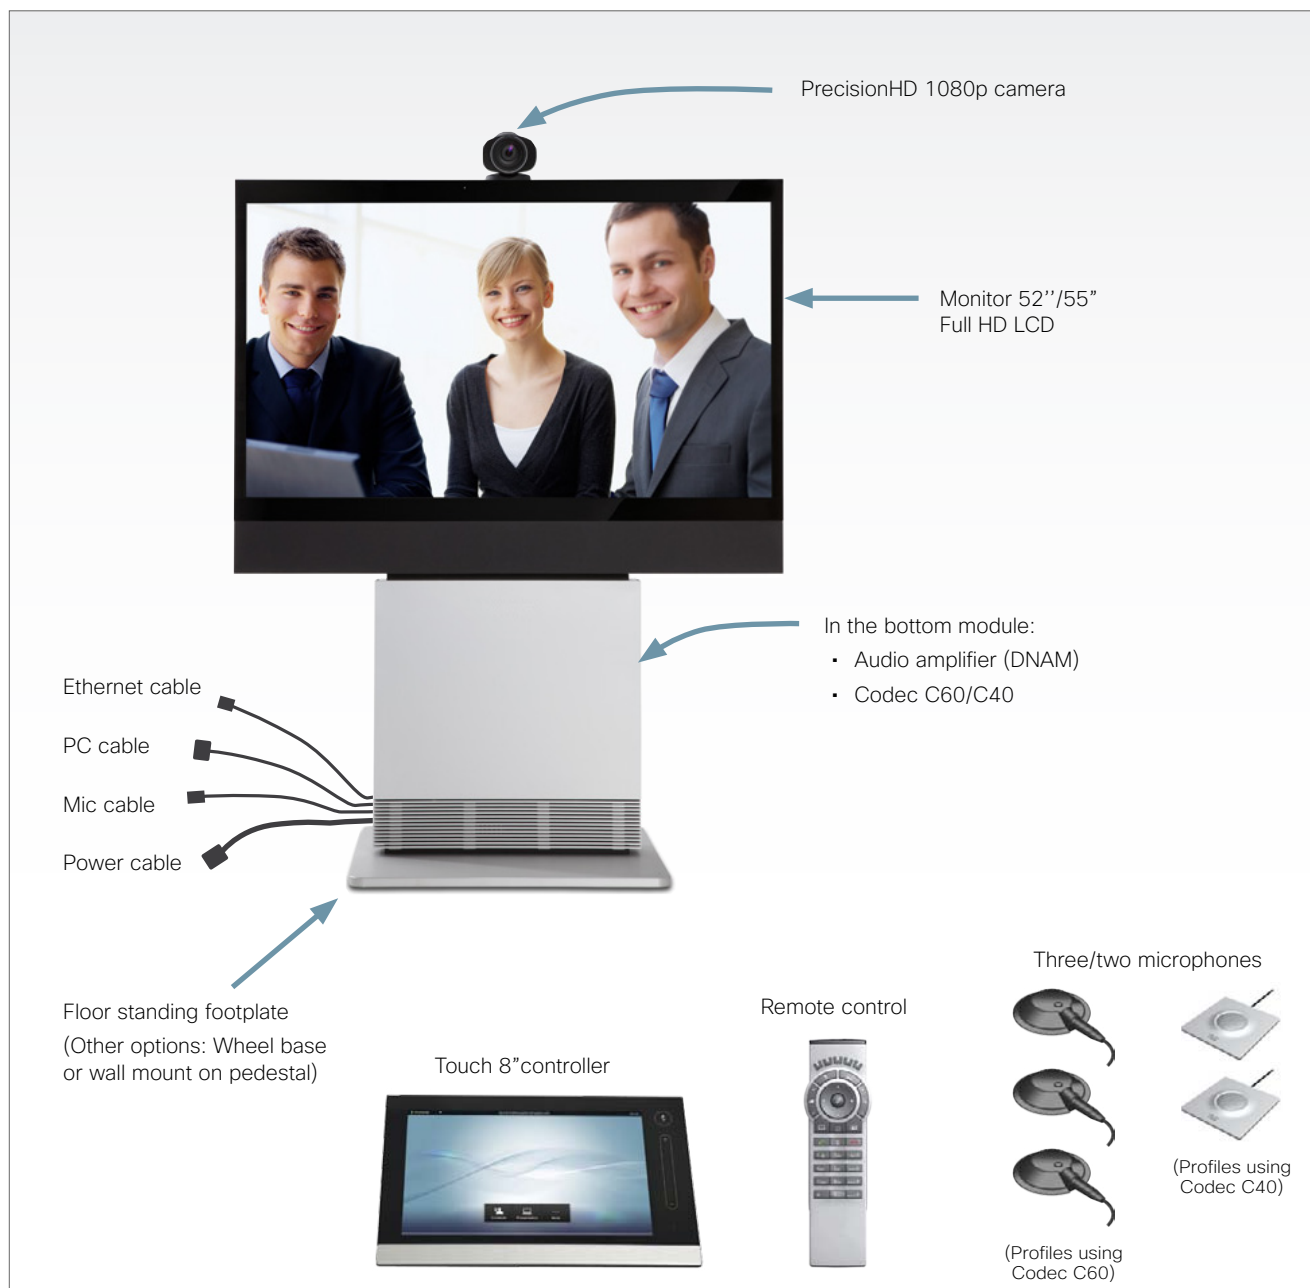 PrecisionHD 1080p camera
Monitor 52’’/55”
Full HD LCD
In the bottom module:
• Audio amplifier (DNAM)
• Codec C60/C40
Ethernet cable
PC cable
Mic cable
Power cable
Floor standing footplate
(Other options: Wheel base
or wall mount on pedestal)
Touch 8”controller
Remote control
Three/two microphones
(Profiles using
Codec C40)
(Profiles using
Codec C60)